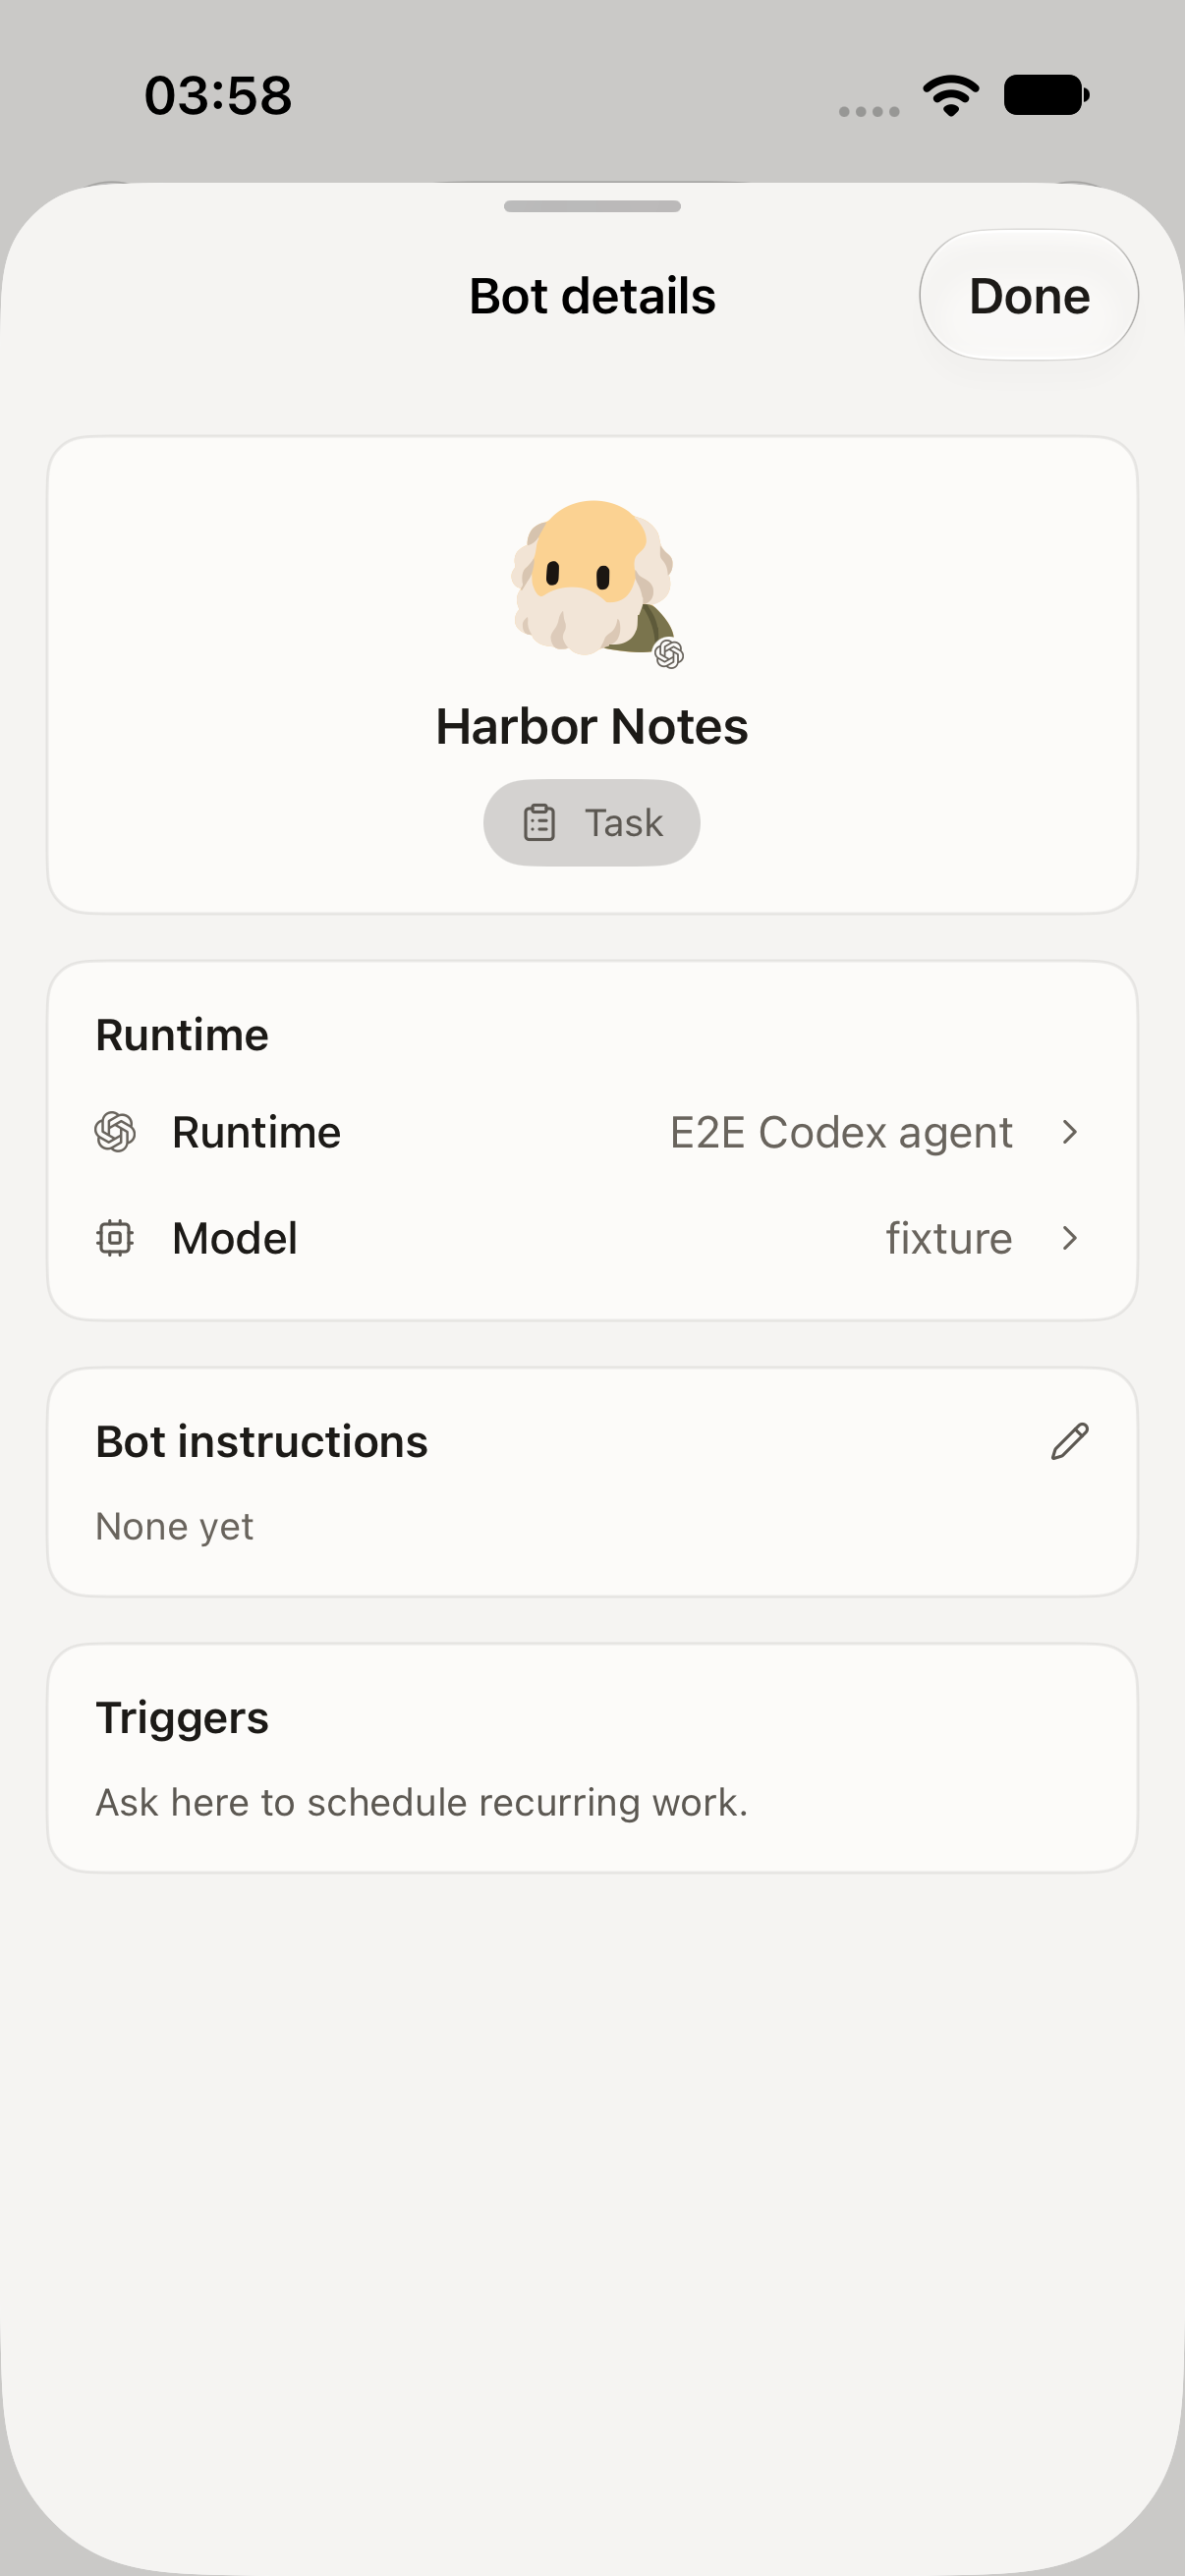 03:58
Bot details
Done
Harbor Notes
Task
Runtime
Runtime
E2E Codex agent
Model
fixture
Bot instructions
None yet
Triggers
Ask here to schedule recurring work.